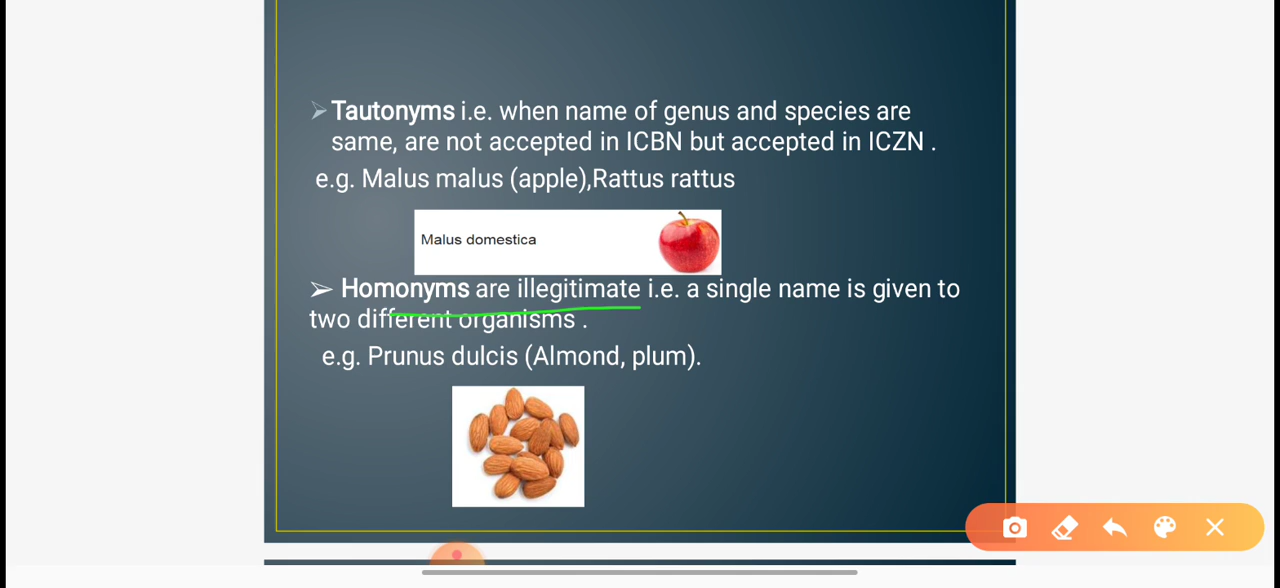 ➢ Tautonyms i.e. when name of genus and species are
same, are not accepted in ICBN but accepted in ICZN .
e.g. Malus malus (apple),Rattus rattus
Malus domestica
➢ Homonyms are illegitimate i.e. a single name is given to
two different organisms .
e.g. Prunus dulcis (Almond, plum).